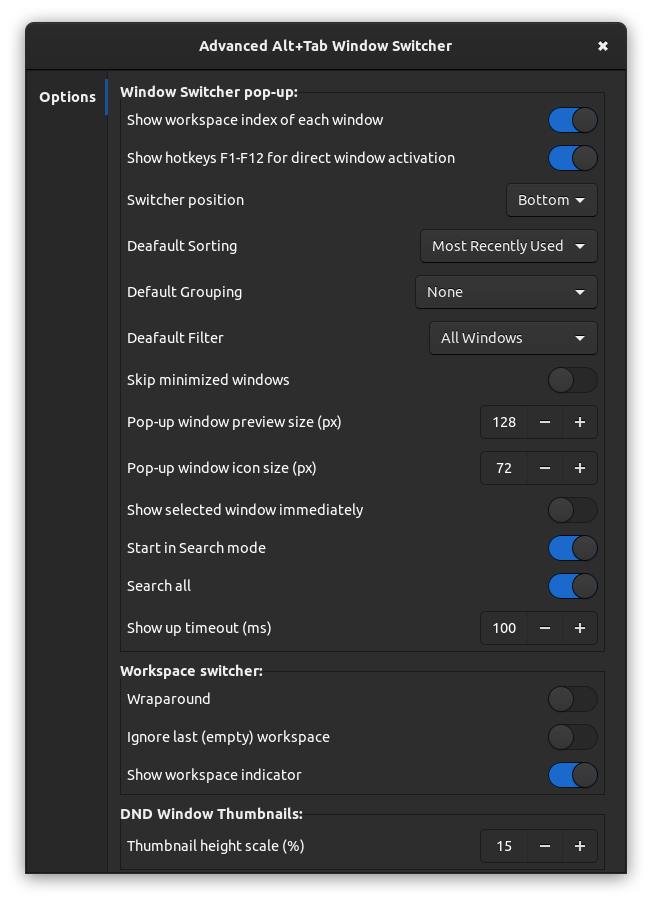 Advanced Alt+Tab Window Switcher
Options
Window Switcher pop-up:
Show workspace index of each window
Show hotkeys F1-F12 for direct window activation
Switcher position Bottom
Deafault Sorting Most Recently Used
Default Grouping None
Deafault Filter All Windows
Skip minimized windows
Pop-up window preview size (px) 128
Pop-up window icon size (px) 72
Show selected window immediately
Start in Search mode
Search all
Show up timeout (ms) 100
Workspace switcher:
Wraparound
Ignore last (empty) workspace
Show workspace indicator
DND Window Thumbnails:
Thumbnail height scale (%) 15